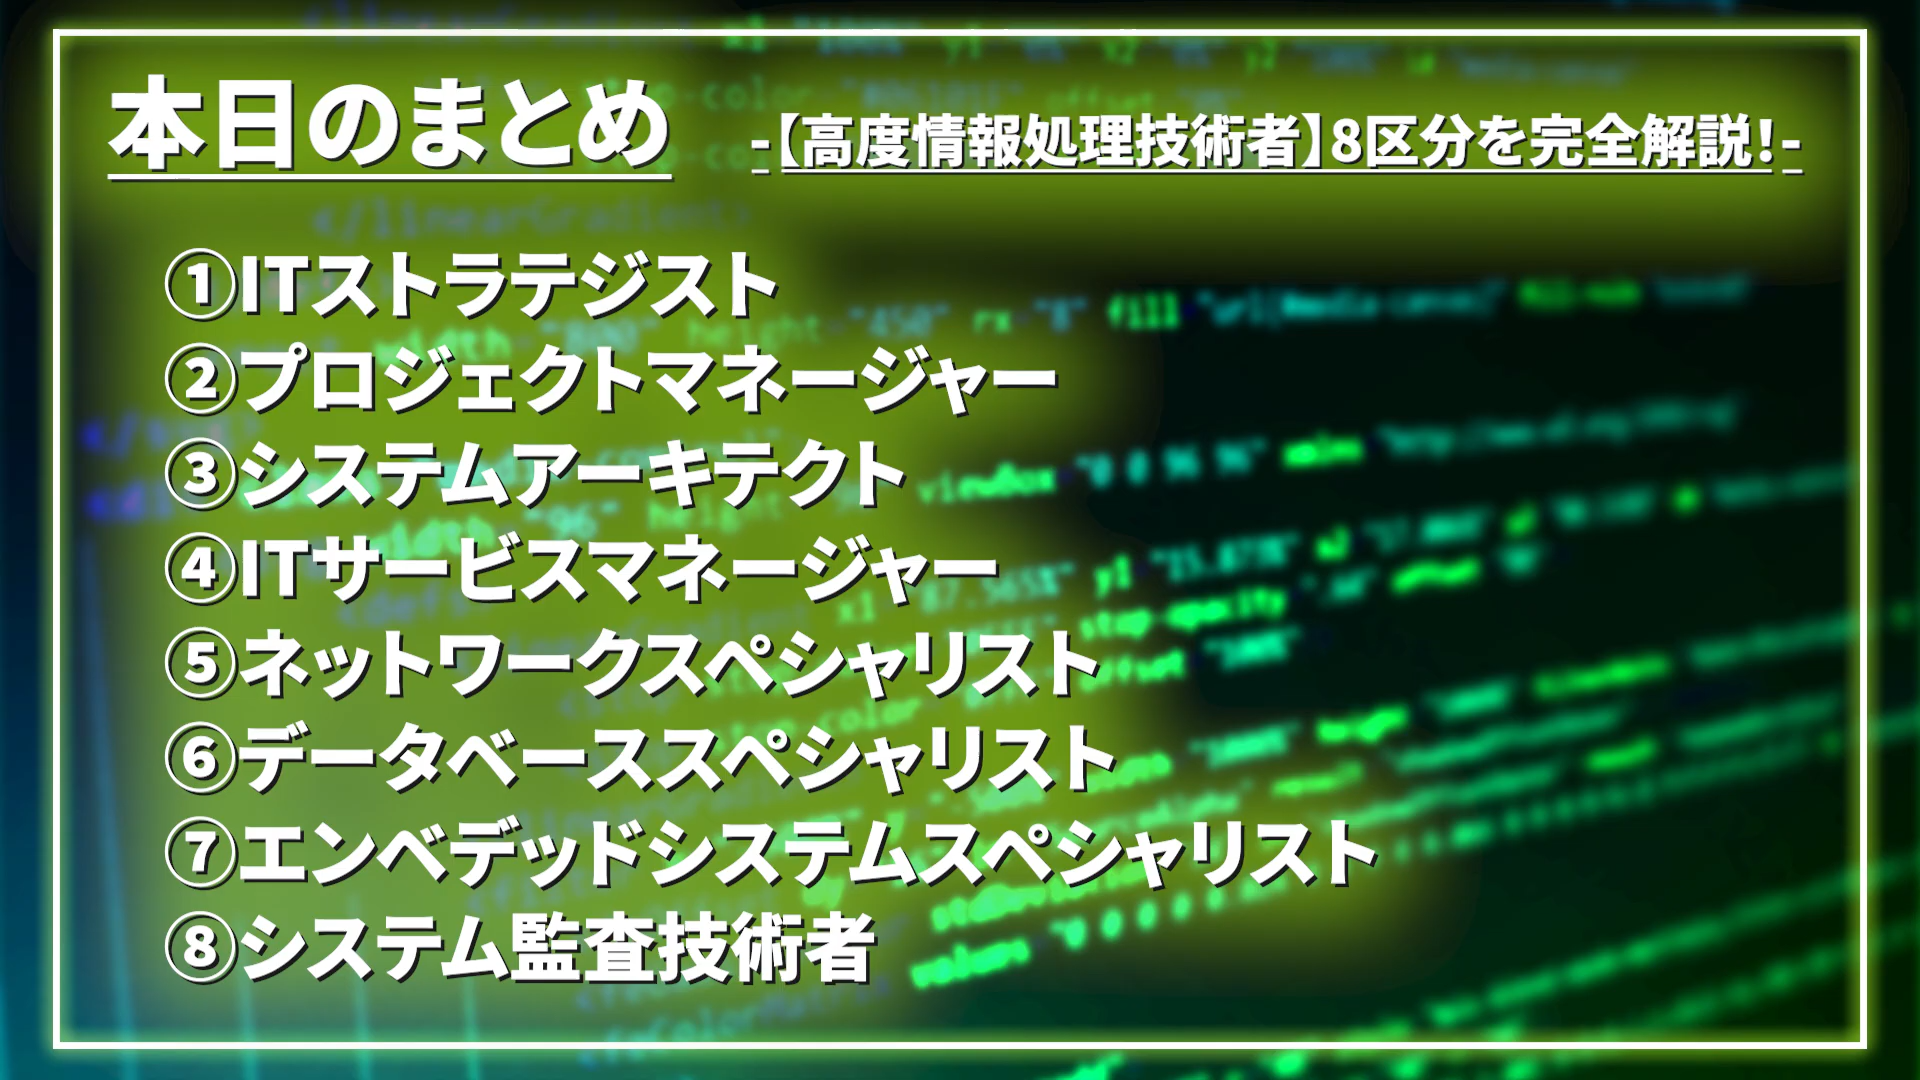 本日のまとめ
-【高度情報処理技術者】8区分を完全解説!-
①ITストラテジスト
②プロジェクトマネージャー
③システムアーキテクト
④ITサービスマネージャー
⑤ネットワークスペシャリスト
⑥データベーススペシャリスト
⑦エンベデッドシステムスペシャリスト
⑧システム監査技術者